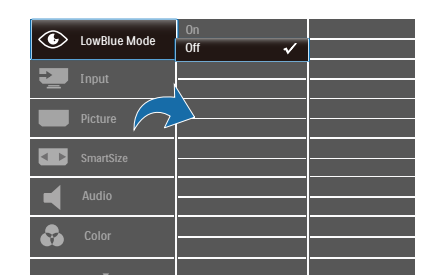 LowBlue Mode
On
Off
Input
Picture
SmartSize
Audio
Color